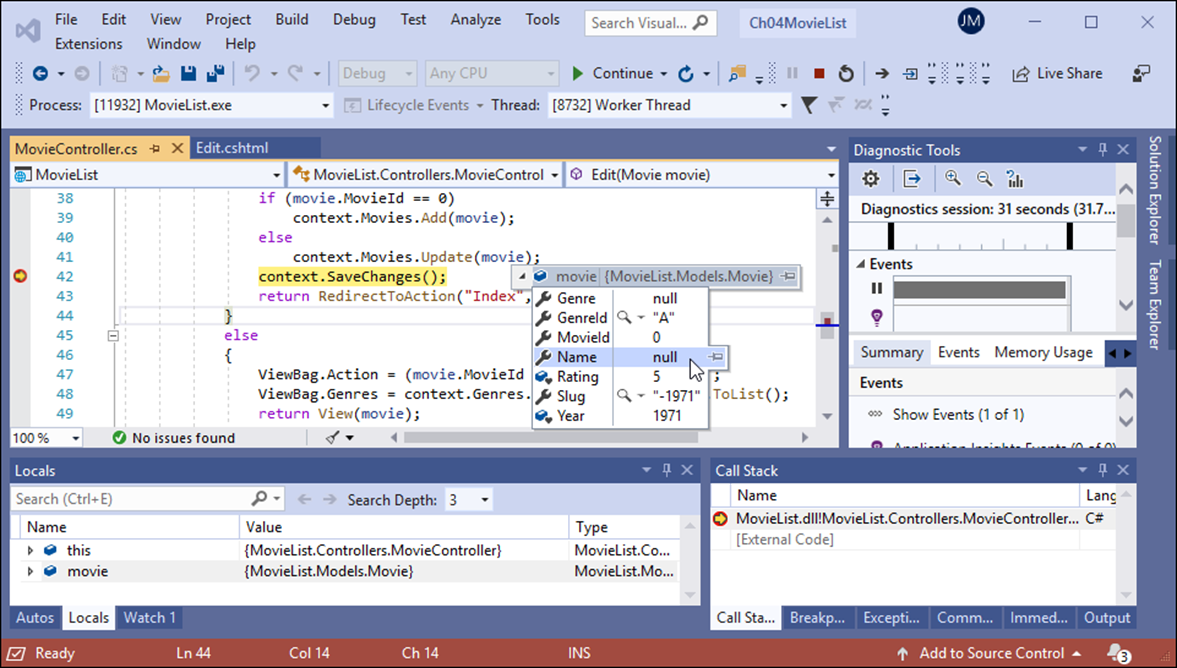 File Edit View Project Build Debug Test Analyze Tools Search Visual... Ch04MovieList JM
Extensions Window Help
Debug Any CPU Continue Live Share
Process: [11932] MovieList.exe Lifecycle Events Thread: [8732] Worker Thread
MovieController.cs Edit.cshtml
MovieList MovieList.Controllers.MovieControl Edit(Movie movie)
38 if (movie.MovieId == 0)
39 context.Movies.Add(movie);
40 else
41 context.Movies.Update(movie);
42 context.SaveChanges();
43 return RedirectToAction("Index",
44 }
45 else
46 {
47 ViewBag.Action = (movie.MovieId ;
48 ViewBag.Genres = context.Genres. .ToList();
49 return View(movie);
movie {MovieList.Models.Movie}
Genre null
GenreId "A"
MovieId 0
Name null
Rating 5
Slug "-1971"
Year 1971
100 % No issues found
Diagnostic Tools
Diagnostics session: 31 seconds (31.7...
Events
Summary Events Memory Usage
Events
Show Events (1 of 1)
Application Insights Events (0 of 0)
Solution Explorer
Team Explorer
Locals
Search (Ctrl+E) Search Depth: 3
Name Value Type
this {MovieList.Controllers.MovieController} MovieList.Co...
movie {MovieList.Models.Movie} MovieList.Mo...
Autos Locals Watch 1
Call Stack
Name Lang
MovieList.dll!MovieList.Controllers.MovieController... C#
[External Code]
Call Sta... Breakp... Excepti... Comm... Immed... Output
Ready Ln 44 Col 14 Ch 14 INS Add to Source Control 3